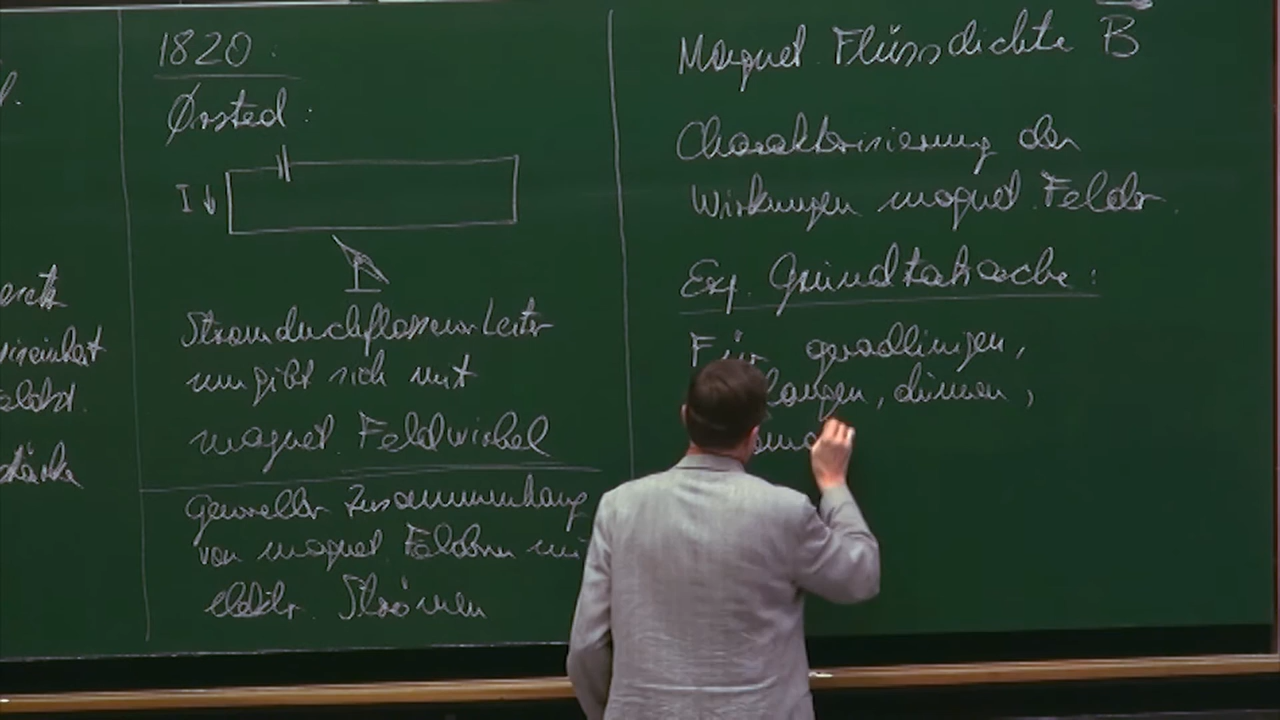 1820:
Ørsted:
I
Stromdurchflossener Leiter
umgibt sich mit
magnet. Feldwirbel
Genereller Zusammenhang
von magnet Feldern mi
elektr. Strömen
Magnet. Flussdichte B
Charakterisierung der
Wirkungen magnet. Felder.
Exp. Grundtatsache:
Für geradlinigen,
langen, dünnen,